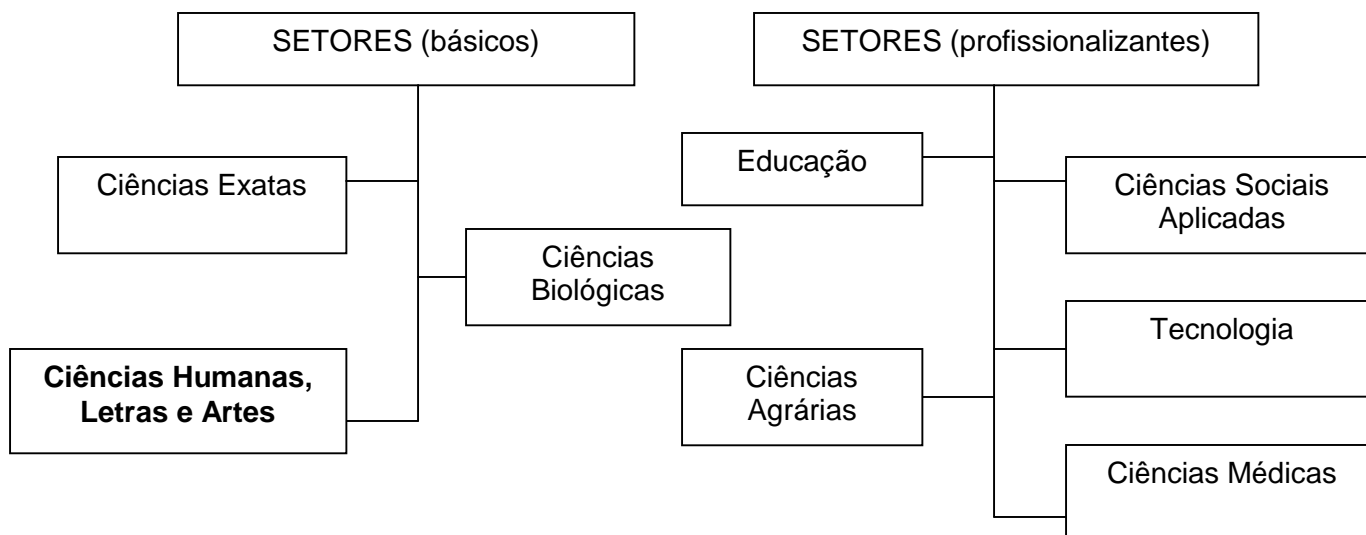 SETORES (básicos)
SETORES (profissionalizantes)
Ciências Exatas
Ciências
Biológicas
Ciências Humanas,
Letras e Artes
Educação
Ciências Sociais
Aplicadas
Tecnologia
Ciências
Agrárias
Ciências Médicas